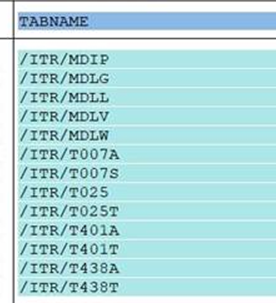 TABNAME
/ITR/MDIP
/ITR/MDLG
/ITR/MDLL
/ITR/MDLV
/ITR/MDLW
/ITR/T007A
/ITR/T007S
/ITR/T025
/ITR/T025T
/ITR/T401A
/ITR/T401T
/ITR/T438A
/ITR/T438T